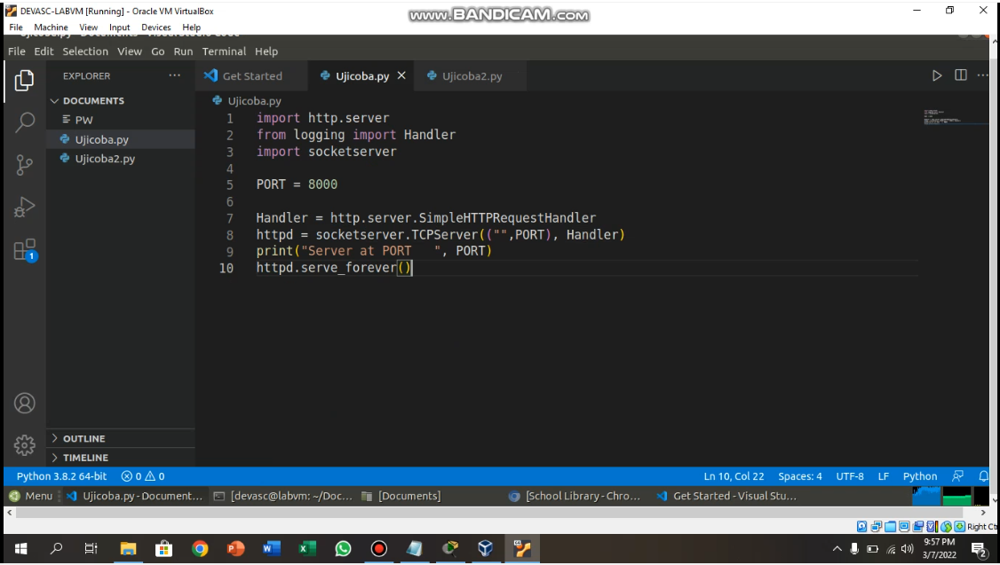 DEVASC-LABVM [Running] - Oracle VM VirtualBox
www.BANDICAM.com
File Machine View Input Devices Help
File Edit Selection View Go Run Terminal Help
EXPLORER ···
Get Started
Ujicoba.py
Ujicoba2.py
DOCUMENTS
PW
Ujicoba.py
Ujicoba2.py
Ujicoba.py
1 import http.server
2 from logging import Handler
3 import socketserver
4
5 PORT = 8000
6
7 Handler = http.server.SimpleHTTPRequestHandler
8 httpd = socketserver.TCPServer(("",PORT), Handler)
9 print("Server at PORT   ", PORT)
10 httpd.serve_forever()
1
OUTLINE
TIMELINE
Python 3.8.2 64-bit 0 0 Ln 10, Col 22 Spaces: 4 UTF-8 LF Python
Menu Ujicoba.py - Document... [devasc@labvm: ~/Doc... [Documents] [School Library - Chro... Get Started - Visual Stu...
Right Ct
9:57 PM
3/7/2022
2